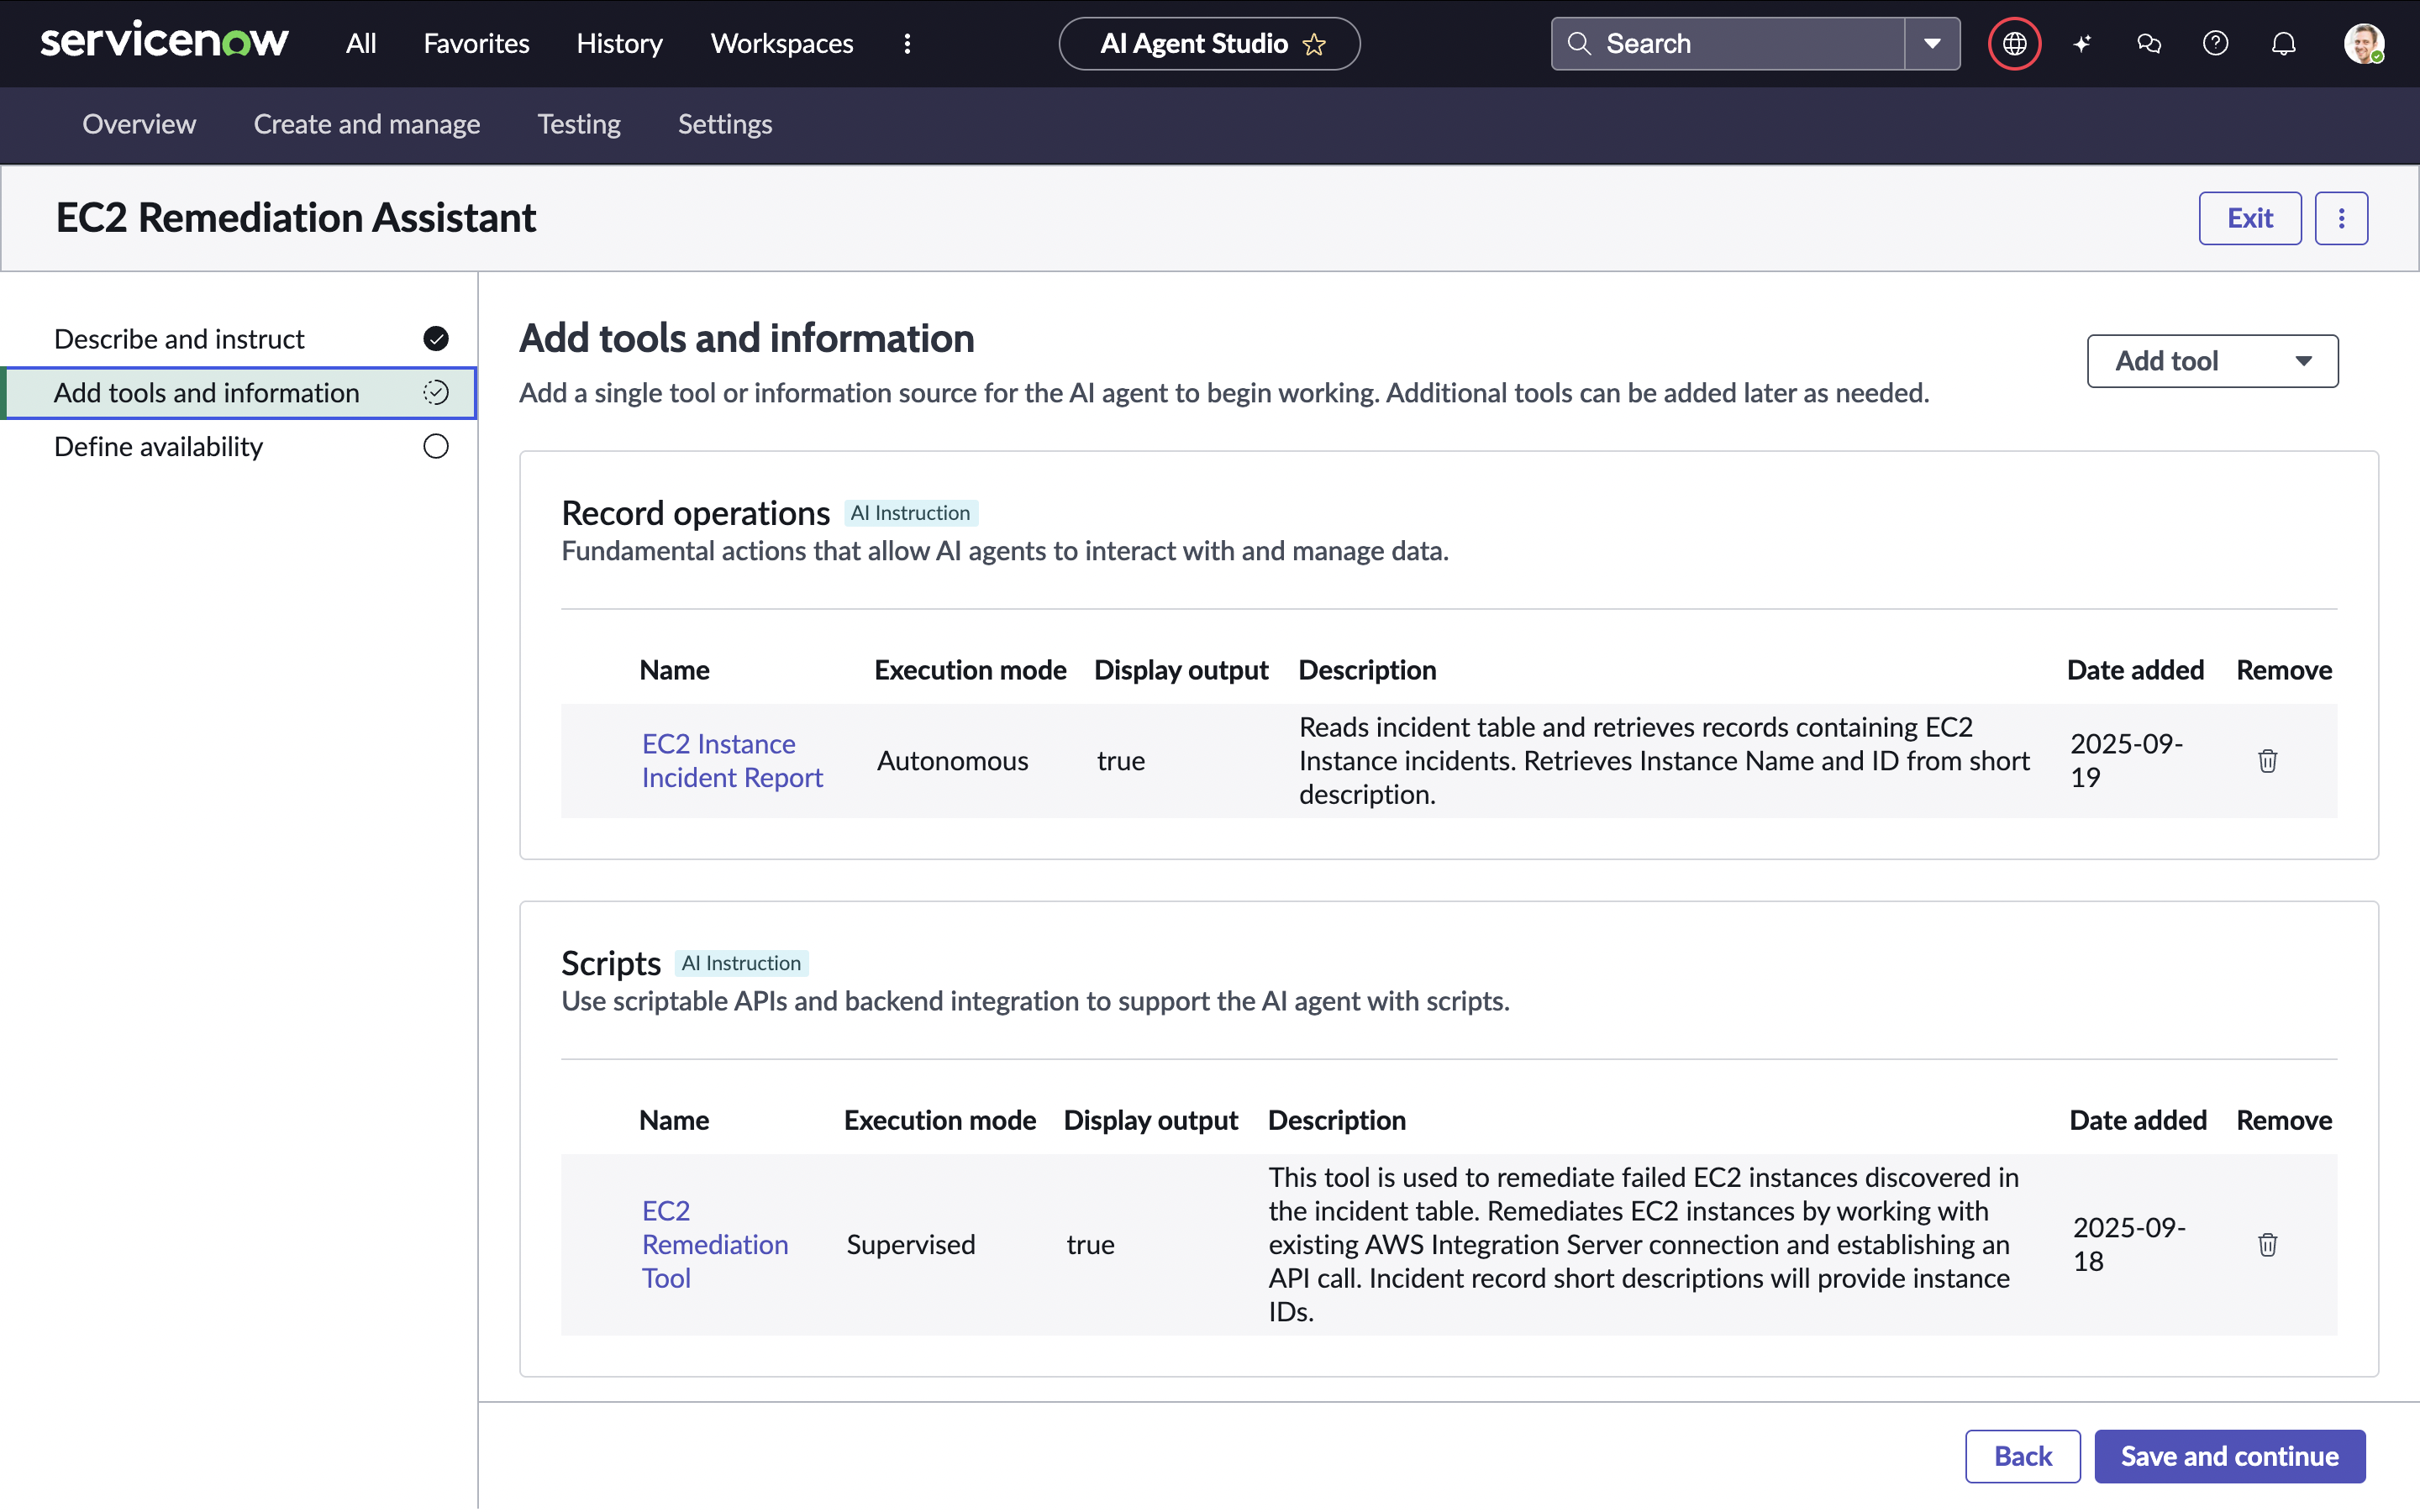 servicenow All Favorites History Workspaces AI Agent Studio Search
Overview Create and manage Testing Settings
EC2 Remediation Assistant Exit
Describe and instruct
Add tools and information
Define availability
Add tools and information
Add a single tool or information source for the AI agent to begin working. Additional tools can be added later as needed.
Add tool
Record operations AI Instruction
Fundamental actions that allow AI agents to interact with and manage data.
Name Execution mode Display output Description Date added Remove
EC2 Instance
Incident Report
Autonomous
true
Reads incident table and retrieves records containing EC2
Instance incidents. Retrieves Instance Name and ID from short
description.
2025-09-
19
Scripts AI Instruction
Use scriptable APIs and backend integration to support the AI agent with scripts.
Name Execution mode Display output Description Date added Remove
EC2
Remediation
Tool
Supervised
true
This tool is used to remediate failed EC2 instances discovered in
the incident table. Remediates EC2 instances by working with
existing AWS Integration Server connection and establishing an
API call. Incident record short descriptions will provide instance
IDs.
2025-09-
18
Back Save and continue